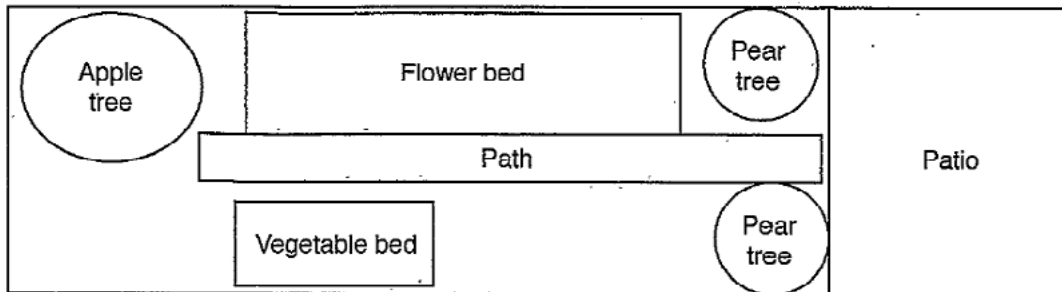 Apple
tree
Flower bed
Pear
tree
Path
Patio
Vegetable bed
Pear
tree